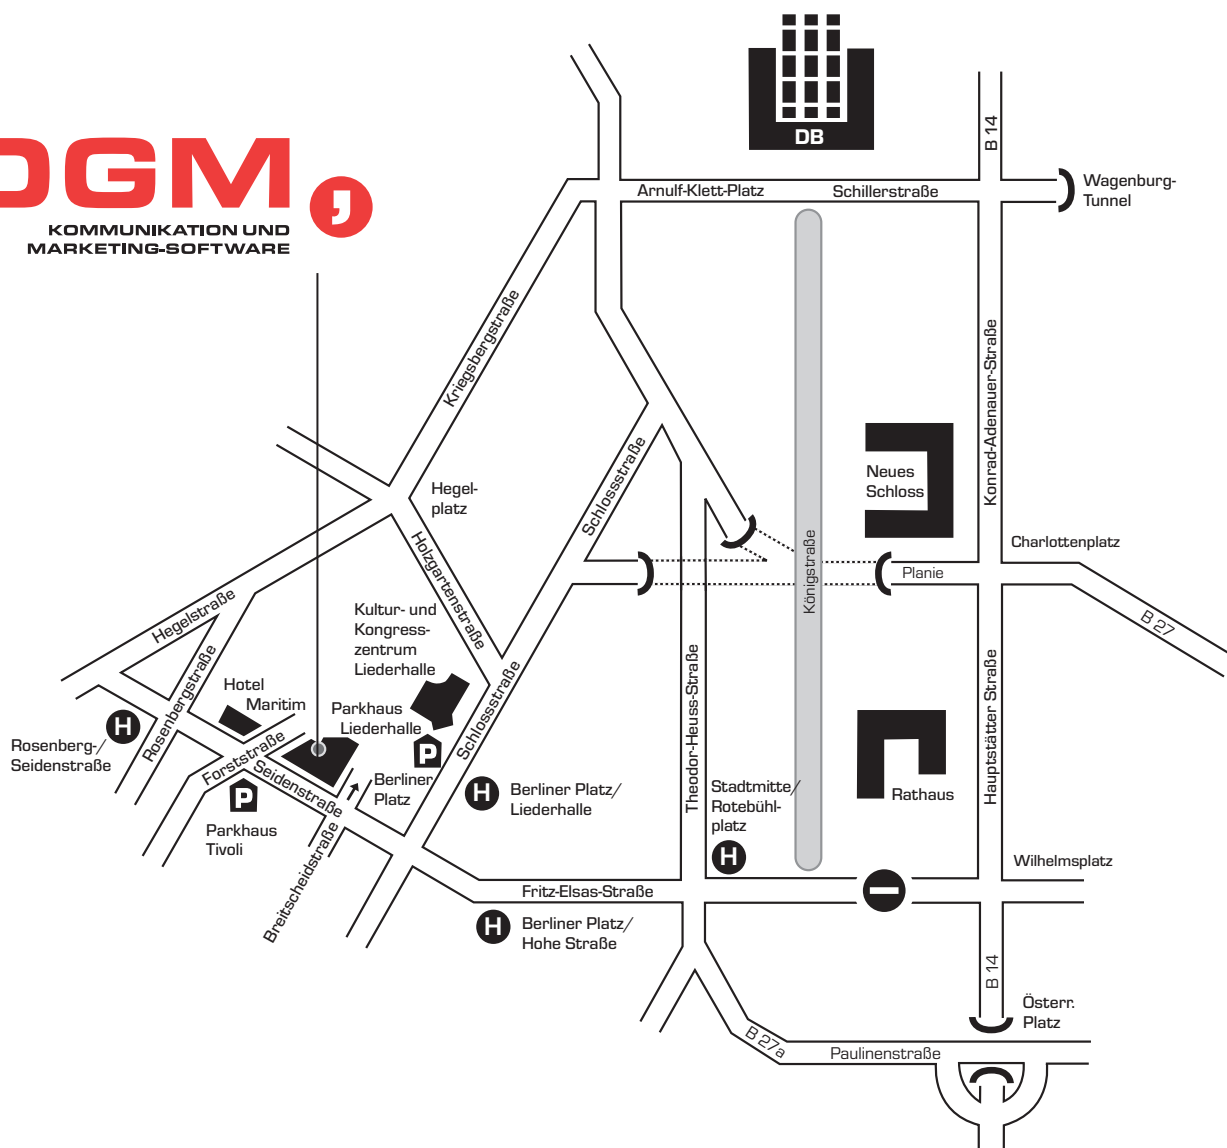 DB
B 14
DGM,
KOMMUNIKATION UND
MARKETING-SOFTWARE
Arnulf-Klett-Platz
Schillerstraße
Wagenburg-
Tunnel
Kriegsbergstraße
Konrad-Adenauer-Straße
Schlossstraße
Neues
Schloss
Hegel-
platz
Holzgartenstraße
Charlottenplatz
Planie
Königstraße
B 27
Hegelstraße
Kultur- und
Kongress-
zentrum
Liederhalle
Rosenbergstraße
Hotel
Maritim
Parkhaus
Liederhalle
P
Schlossstraße
Theodor-Heuss-Straße
Hauptstätter Straße
H
Rosenberg-/
Seidenstraße
Forststraße
Seidenstraße
Berliner
Platz
P
Parkhaus
Tivoli
H
Berliner Platz/
Liederhalle
Stadtmitte/
Rotebühl-
platz
H
Rathaus
Breitscheidstraße
Wilhelmsplatz
Fritz-Elsas-Straße
H
Berliner Platz/
Hohe Straße
B 14
Österr.
Platz
B 27a
Paulinenstraße